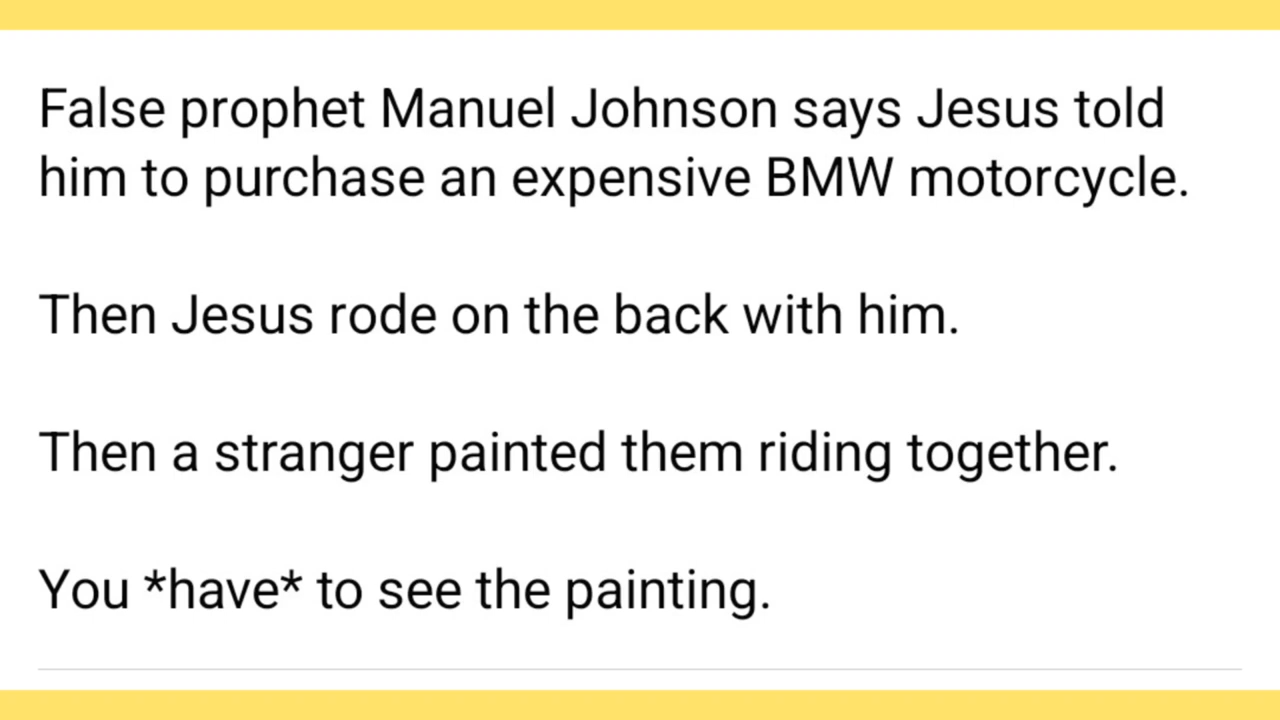 False prophet Manuel Johnson says Jesus told
him to purchase an expensive BMW motorcycle.
Then Jesus rode on the back with him.
Then a stranger painted them riding together.
You *have* to see the painting.